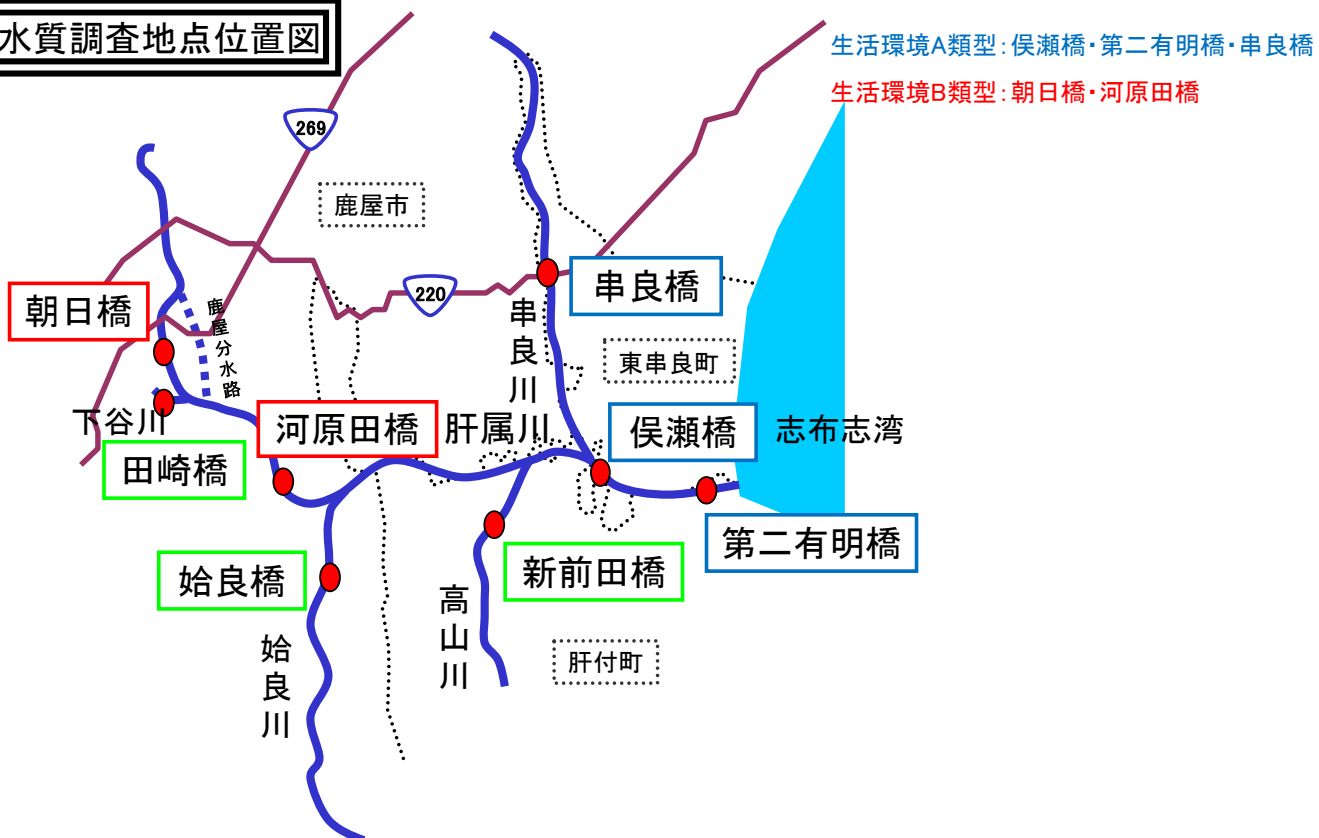 水質調査地点位置図
生活環境A類型：俣瀬橋・第二有明橋・串良橋
生活環境B類型：朝日橋・河原田橋
269
鹿屋市
串良橋
220
朝日橋
鹿屋分水路
串良川
東串良町
下谷川
河原田橋
肝属川
俣瀬橋
志布志湾
田崎橋
第二有明橋
姶良橋
新前田橋
高山川
姶良川
肝付町